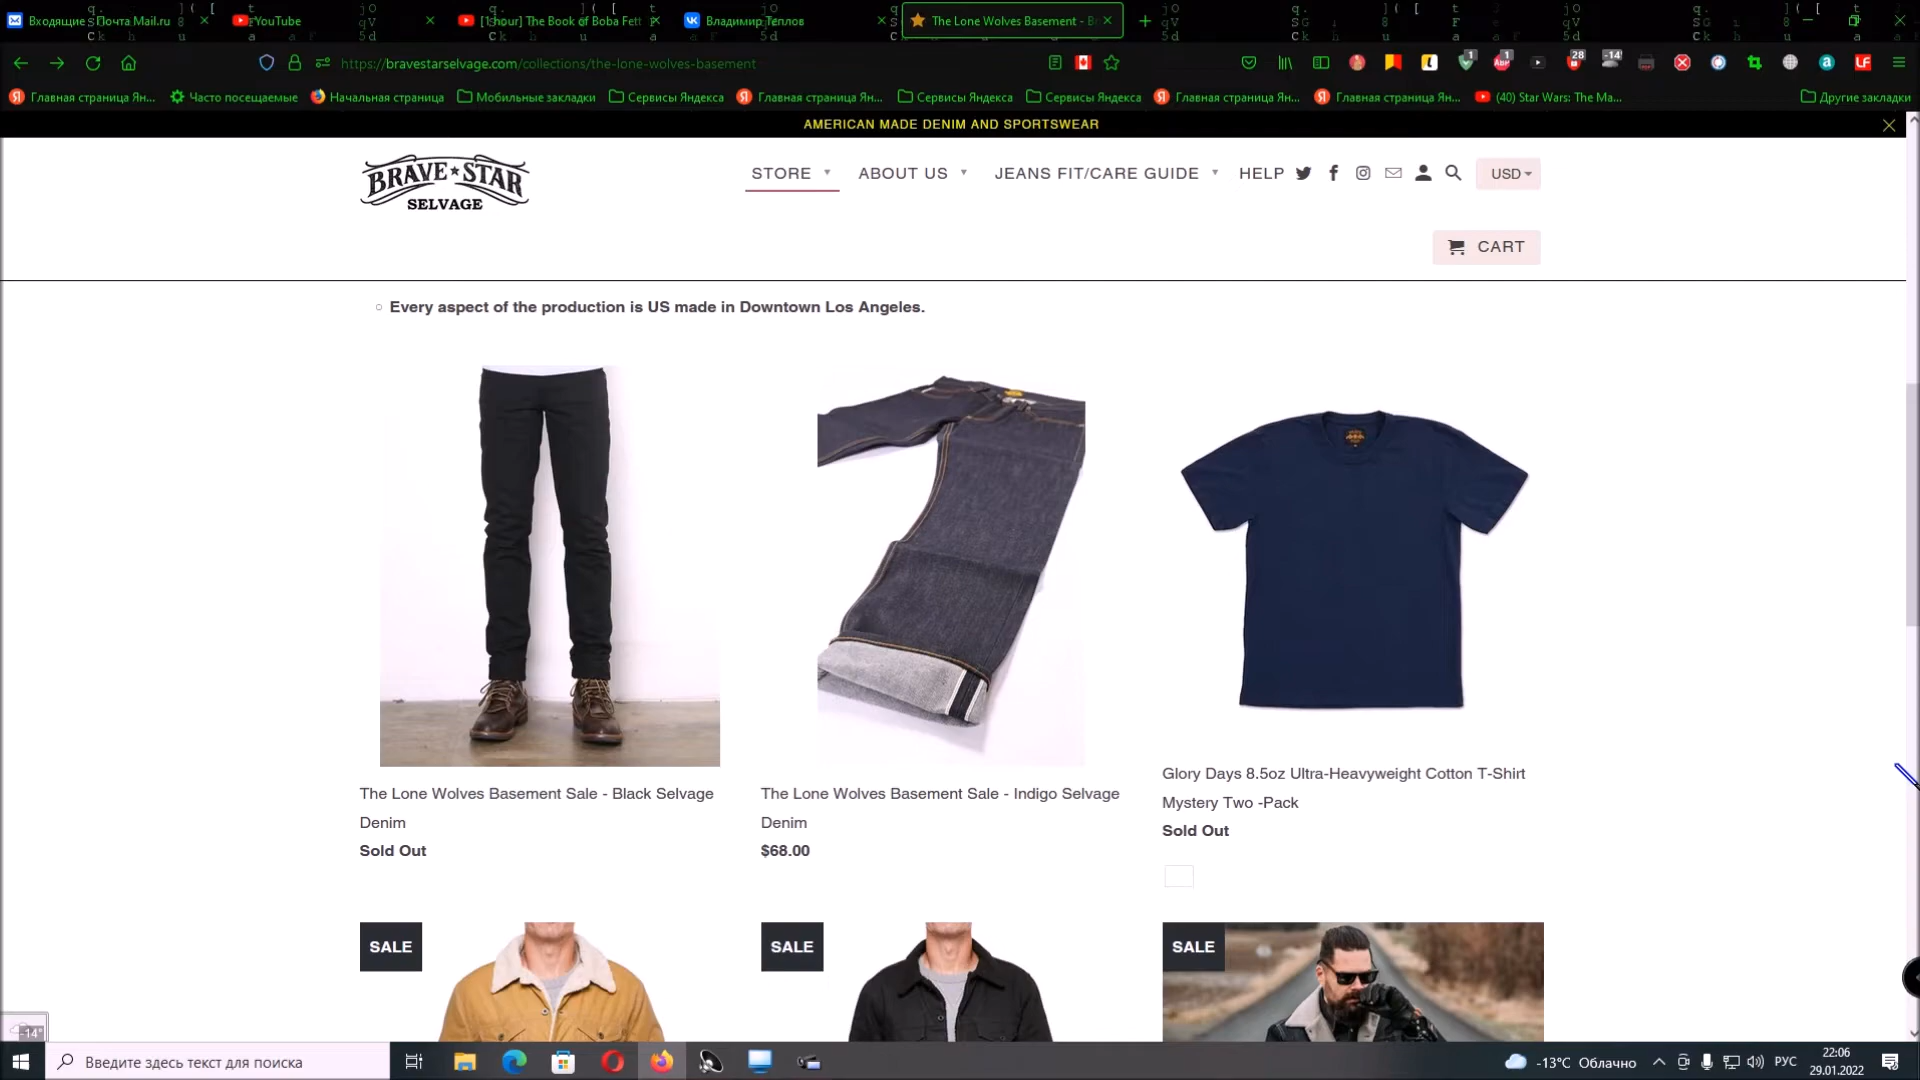 Входящие - Почта Mail.ru
YouTube
[1 hour] The Book of Boba Fett
Владимир Теплов
The Lone Wolves Basement - Br
https://bravestarselvage.com/collections/the-lone-wolves-basement
1
1
28
-14
Главная страница Ян...
Часто посещаемые
Начальная страница
Мобильные закладки
Сервисы Яндекса
Главная страница Ян...
Сервисы Яндекса
Сервисы Яндекса
Главная страница Ян...
Главная страница Ян...
(40) Star Wars: The Ma...
Другие закладки
AMERICAN MADE DENIM AND SPORTSWEAR
BRAVE STAR
SELVAGE
STORE
ABOUT US
JEANS FIT/CARE GUIDE
HELP
USD
CART
Every aspect of the production is US made in Downtown Los Angeles.
The Lone Wolves Basement Sale - Black Selvage
Denim
Sold Out
The Lone Wolves Basement Sale - Indigo Selvage
Denim
$68.00
Glory Days 8.5oz Ultra-Heavyweight Cotton T-Shirt
Mystery Two -Pack
Sold Out
SALE
SALE
SALE
-14°
Введите здесь текст для поиска
-13°C Облачно
РУС
22:06
29.01.2022